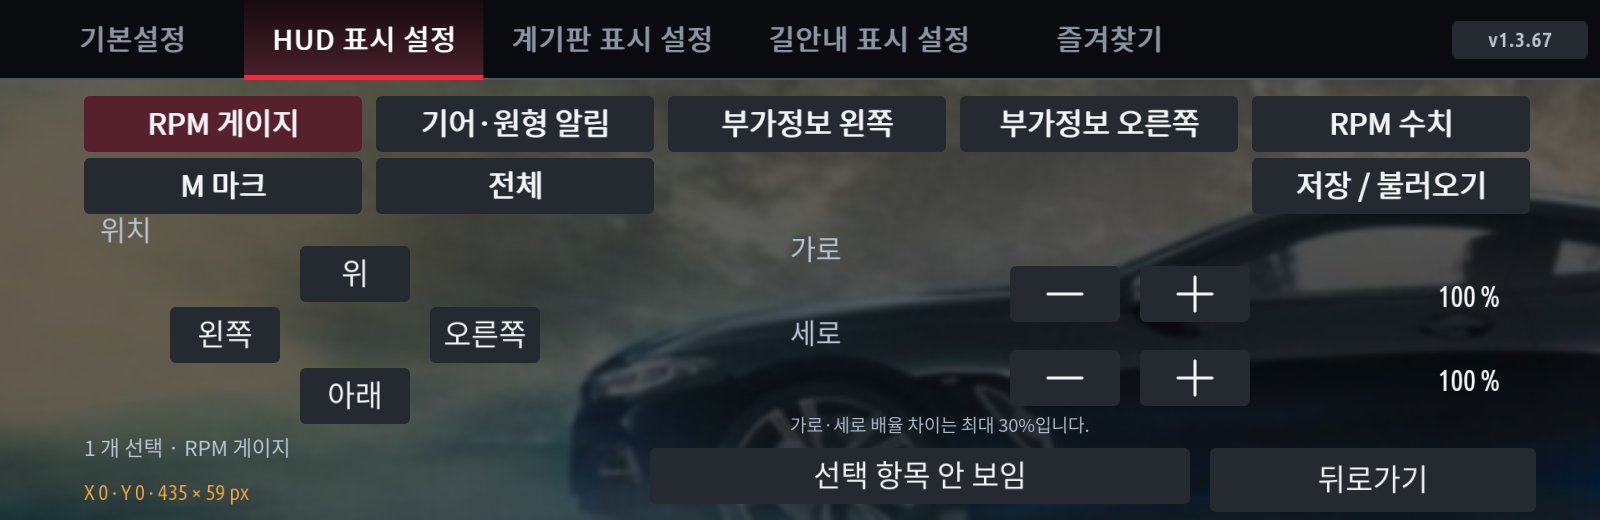 기본설정 HUD 표시 설정 계기판 표시 설정 길안내 표시 설정 즐겨찾기 v1.3.67
RPM 게이지 기어·원형 알림 부가정보 왼쪽 부가정보 오른쪽 RPM 수치
M 마크 전체 저장 / 불러오기
위치
위
왼쪽 오른쪽
아래
가로
− + 100 %
세로
− + 100 %
가로·세로 배율 차이는 최대 30%입니다.
1 개 선택 · RPM 게이지
X 0 · Y 0 · 435 × 59 px
선택 항목 안 보임 뒤로가기